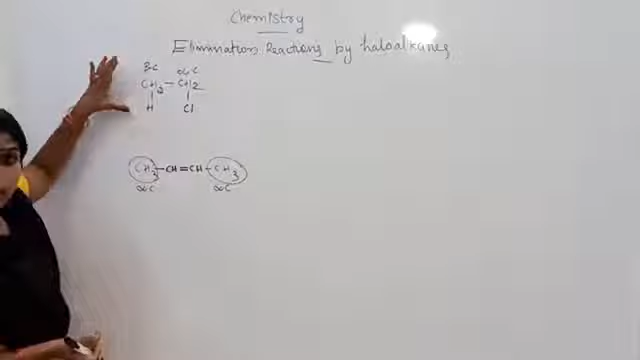 Chemistry
Elimination Reactions by haloalkanes
βC αC
CH2 - CH2
H Cl
CH3-CH=CH-CH3
αC αC